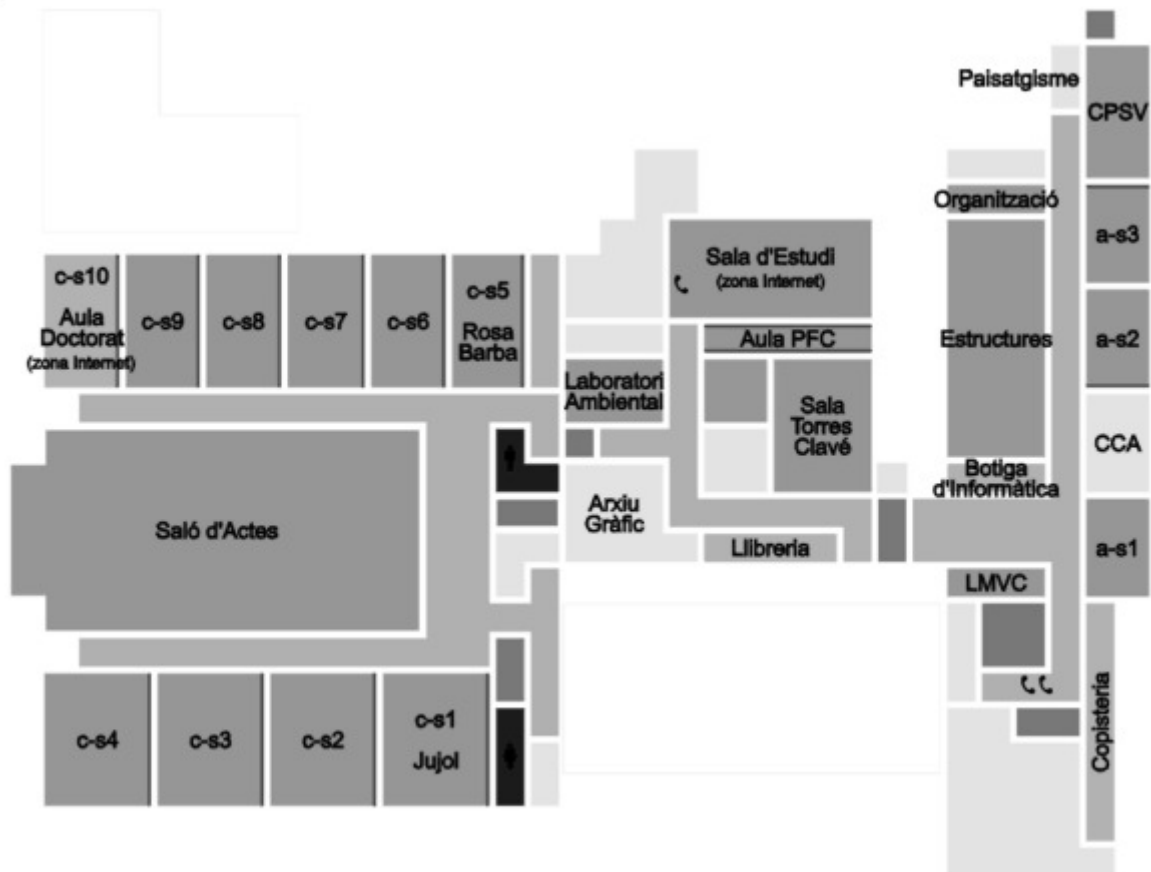 Paisatgisme
CPSV
Organització
a-s3
Sala d'Estudi
(zona Internet)
c-s10
Aula
Doctorat
(zona Internet)
c-s9
c-s8
c-s7
c-s6
c-s5
Rosa
Barba
Aula PFC
Estructures
a-s2
Laboratori
Ambiental
Sala
Torres
Clavé
CCA
Botiga
d'Informàtica
Saló d'Actes
Arxiu
Gràfic
Llibreria
a-s1
LMVC
c-s4
c-s3
c-s2
c-s1
Jujol
Copisteria